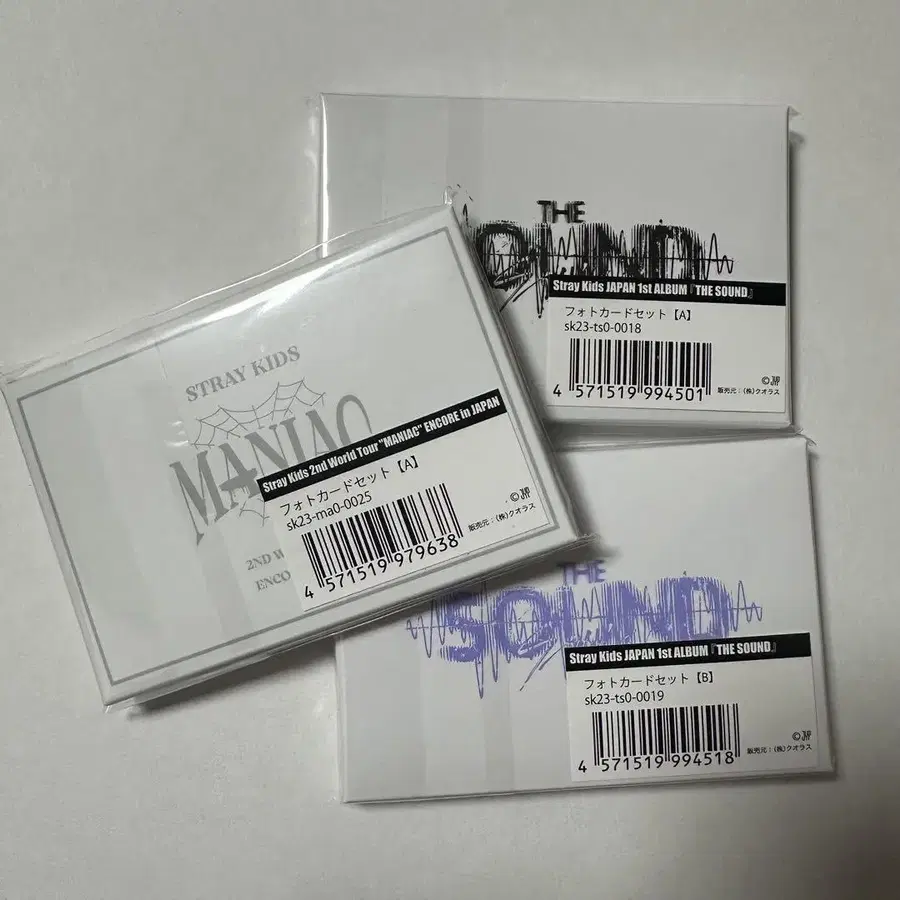 THE
SOUND
Stray Kids JAPAN 1st ALBUM『THE SOUND』
フォトカードセット【A】
sk23-ts0-0018
4 571519 994501
©JYP
販売元：(株)クオラス
STRAY KIDS
MANIAC
2ND W
ENCO
Stray Kids 2nd World Tour "MANIAC" ENCORE in JAPAN
フォトカードセット【A】
sk23-ma0-0025
4 571519 979638
©JYP
販売元：(株)クオラス
THE
SOUND
Stray Kids JAPAN 1st ALBUM『THE SOUND』
フォトカードセット【B】
sk23-ts0-0019
4 571519 994518
©JYP
販売元：(株)クオラス